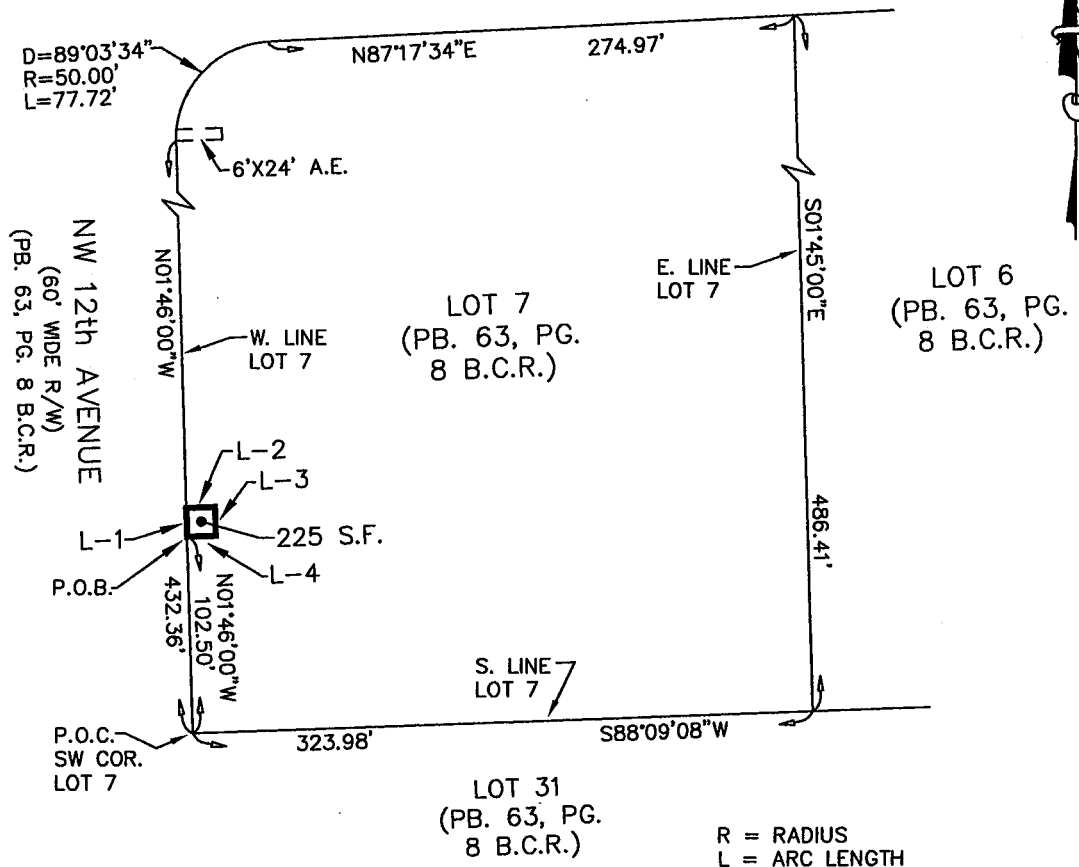 D=89°03'34"
R=50.00'
L=77.72'
N87°17'34"E
274.97'
6'X24' A.E.
NW 12th AVENUE
(60' WIDE R/W)
(PB. 63, PG. 8 B.C.R.)
N01°46'00"W
W. LINE
LOT 7
LOT 7
(PB. 63, PG.
8 B.C.R.)
E. LINE
LOT 7
S01°45'00"E
LOT 6
(PB. 63, PG.
8 B.C.R.)
L-2
L-3
L-1
225 S.F.
P.O.B.
L-4
432.36'
102.50'
N01°46'00"W
486.41'
S. LINE
LOT 7
P.O.C.
SW COR.
LOT 7
323.98'
S88°09'08"W
LOT 31
(PB. 63, PG.
8 B.C.R.)
R = RADIUS
L = ARC LENGTH